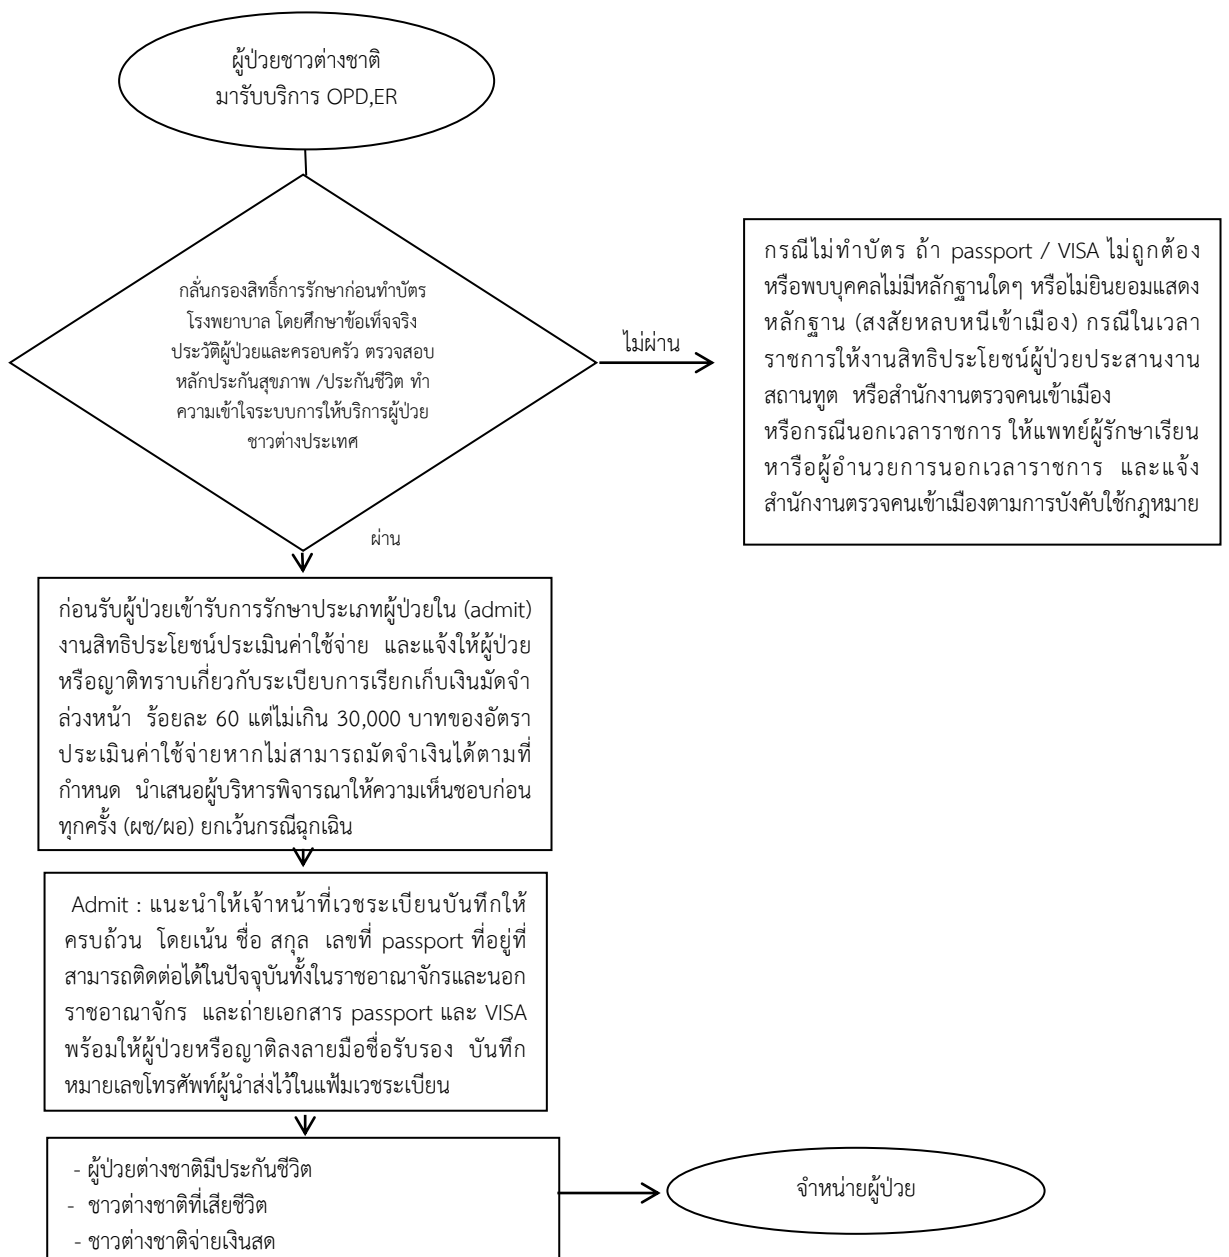 ผู้ป่วยชาวต่างชาติ
มารับบริการ OPD,ER
กลั่นกรองสิทธิ์การรักษาก่อนทำบัตร
โรงพยาบาล โดยศึกษาข้อเท็จจริง
ประวัติผู้ป่วยและครอบครัว ตรวจสอบ
หลักประกันสุขภาพ /ประกันชีวิต ทำ
ความเข้าใจระบบการให้บริการผู้ป่วย
ชาวต่างประเทศ
ไม่ผ่าน
กรณีไม่ทำบัตร ถ้า passport / VISA ไม่ถูกต้อง
หรือพบบุคคลไม่มีหลักฐานใดๆ หรือไม่ยินยอมแสดง
หลักฐาน (สงสัยหลบหนีเข้าเมือง) กรณีในเวลา
ราชการให้งานสิทธิประโยชน์ผู้ป่วยประสานงาน
สถานทูต หรือสำนักงานตรวจคนเข้าเมือง
หรือกรณีนอกเวลาราชการ ให้แพทย์ผู้รักษาเรียน
หารือผู้อำนวยการนอกเวลาราชการ และแจ้ง
สำนักงานตรวจคนเข้าเมืองตามการบังคับใช้กฎหมาย
ผ่าน
ก่อนรับผู้ป่วยเข้ารับการรักษาประเภทผู้ป่วยใน (admit)
งานสิทธิประโยชน์ประเมินค่าใช้จ่าย และแจ้งให้ผู้ป่วย
หรือญาติทราบเกี่ยวกับระเบียบการเรียกเก็บเงินมัดจำ
ล่วงหน้า ร้อยละ 60 แต่ไม่เกิน 30,000 บาทของอัตรา
ประเมินค่าใช้จ่ายหากไม่สามารถมัดจำเงินได้ตามที่
กำหนด นำเสนอผู้บริหารพิจารณาให้ความเห็นชอบก่อน
ทุกครั้ง (ผช/ผอ) ยกเว้นกรณีฉุกเฉิน
Admit : แนะนำให้เจ้าหน้าที่เวชระเบียนบันทึกให้
ครบถ้วน โดยเน้น ชื่อ สกุล เลขที่ passport ที่อยู่ที่
สามารถติดต่อได้ในปัจจุบันทั้งในราชอาณาจักรและนอก
ราชอาณาจักร และถ่ายเอกสาร passport และ VISA
พร้อมให้ผู้ป่วยหรือญาติลงลายมือชื่อรับรอง บันทึก
หมายเลขโทรศัพท์ผู้นำส่งไว้ในแฟ้มเวชระเบียน
- ผู้ป่วยต่างชาติมีประกันชีวิต
- ชาวต่างชาติที่เสียชีวิต
- ชาวต่างชาติจ่ายเงินสด
จำหน่ายผู้ป่วย